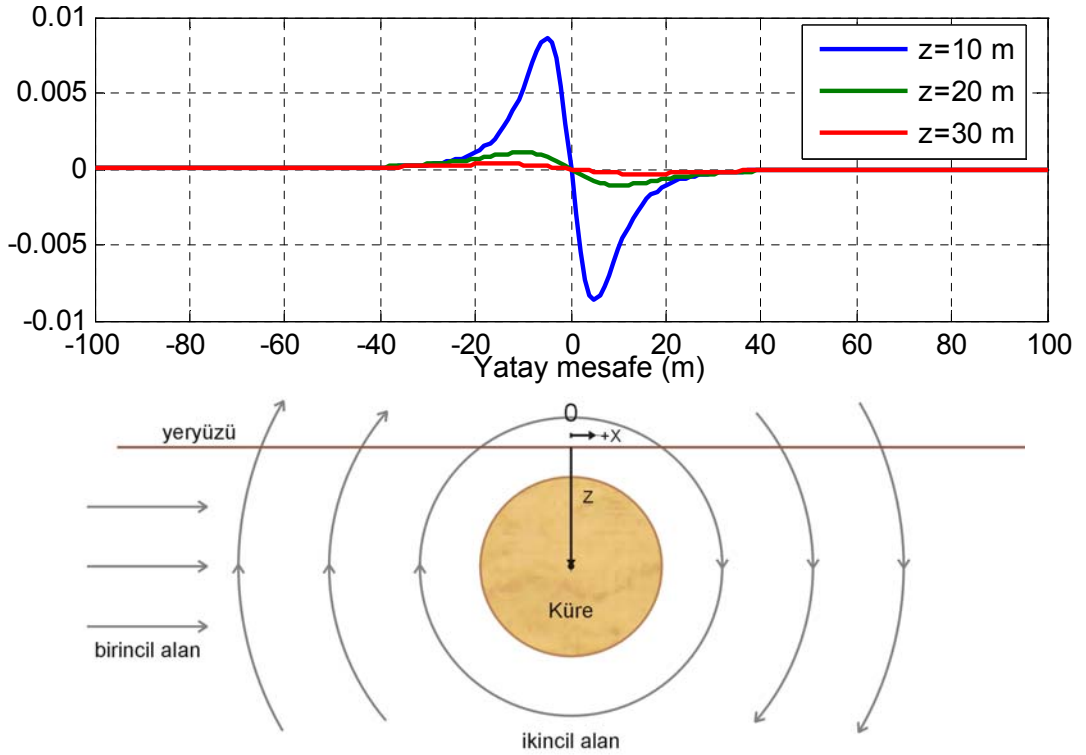 0.01
0.005
0
-0.005
-0.01
z=10 m
z=20 m
z=30 m
-100 -80 -60 -40 -20 0 20 40 60 80 100
Yatay mesafe (m)
0
yeryüzü
+X
Z
Küre
birincil alan
ikincil alan